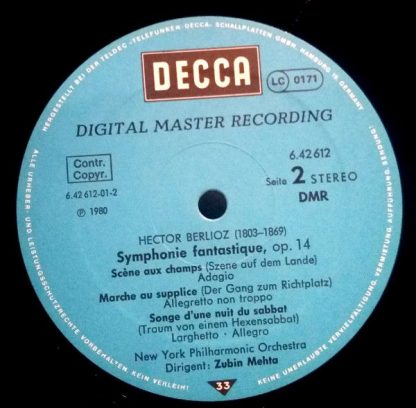 HERGESTELLT BEI DER TELDEC »TELEFUNKEN DECCA« SCHALLPLATTEN GMBH, HAMBURG 19 GERMANY
DECCA
LC 0171
DIGITAL MASTER RECORDING
Contr.
Copyr.
6.42 612-01-2
Ⓟ 1980
6.42612
Seite 2 STEREO
DMR
HECTOR BERLIOZ (1803–1869)
Symphonie fantastique, op. 14
Scène aux champs (Szene auf dem Lande)
Adagio
Marche au supplice (Der Gang zum Richtplatz)
Allegretto non troppo
Songe d'une nuit du sabbat
(Traum von einem Hexensabbat)
Larghetto · Allegro
New York Philharmonic Orchestra
Dirigent: Zubin Mehta
33
ALLE URHEBER- UND LEISTUNGSSCHUTZRECHTE VORBEHALTEN. KEIN VERLEIH!
KEINE UNERLAUBTE VERVIELFÄLTIGUNG, VERMIETUNG, AUFFÜHRUNG, SENDUNG!